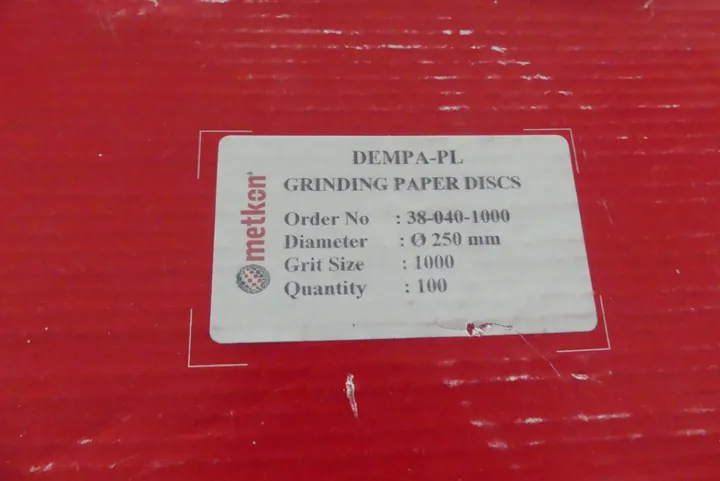 DEMPA-PL
GRINDING PAPER DISCS
metkon®
Order No : 38-040-1000
Diameter : Ø 250 mm
Grit Size : 1000
Quantity : 100